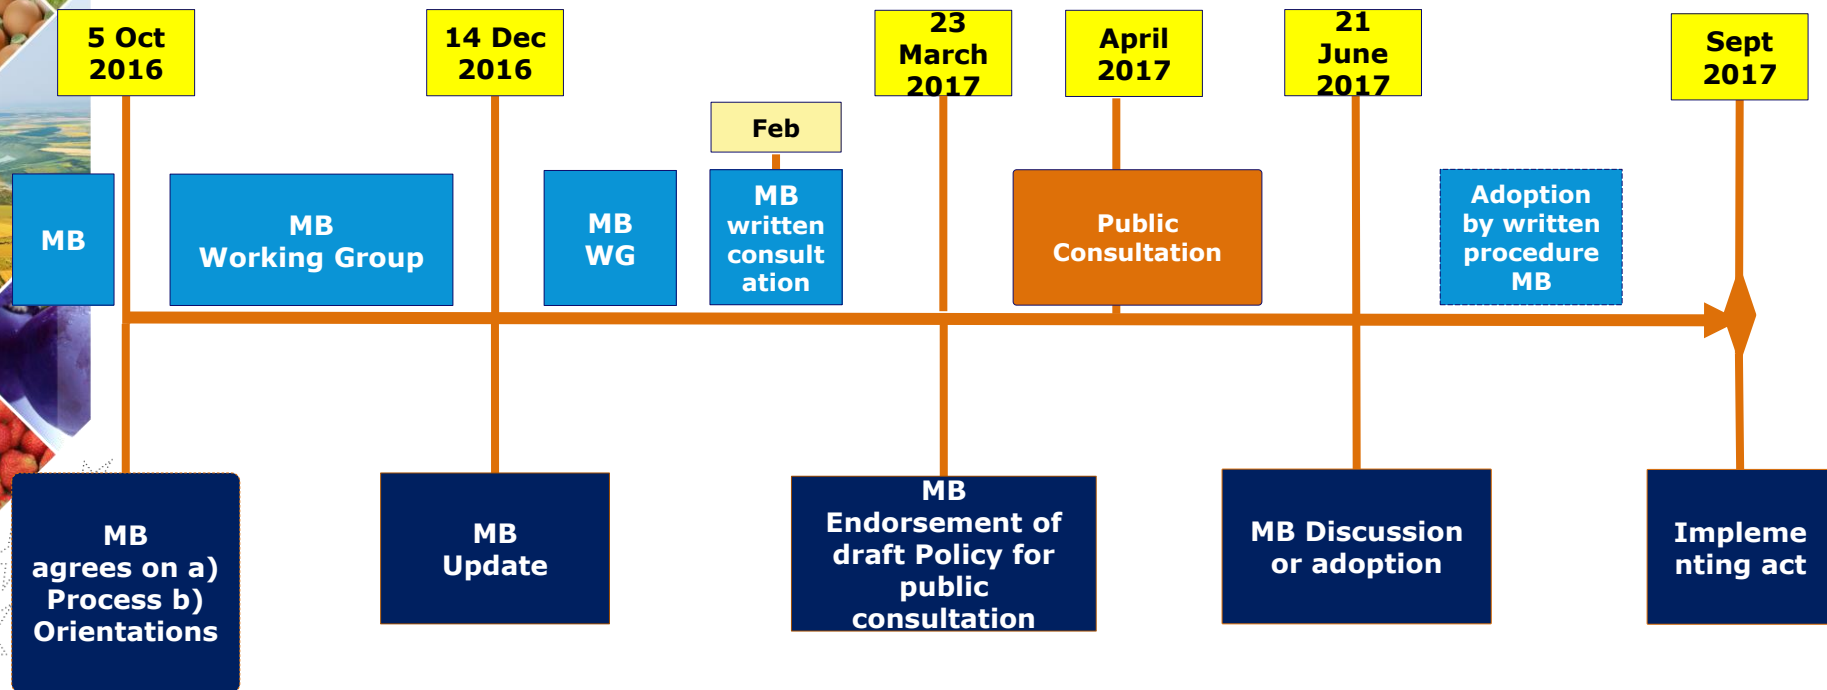 5 Oct
2016
14 Dec
2016
23
March
2017
April
2017
21
June
2017
Sept
2017
Feb
MB
MB
Working Group
MB
WG
MB
written
consult
ation
Public
Consultation
Adoption
by written
procedure
MB
MB
agrees on a)
Process b)
Orientations
MB
Update
MB
Endorsement of
draft Policy for
public
consultation
MB Discussion
or adoption
Impleme
nting act